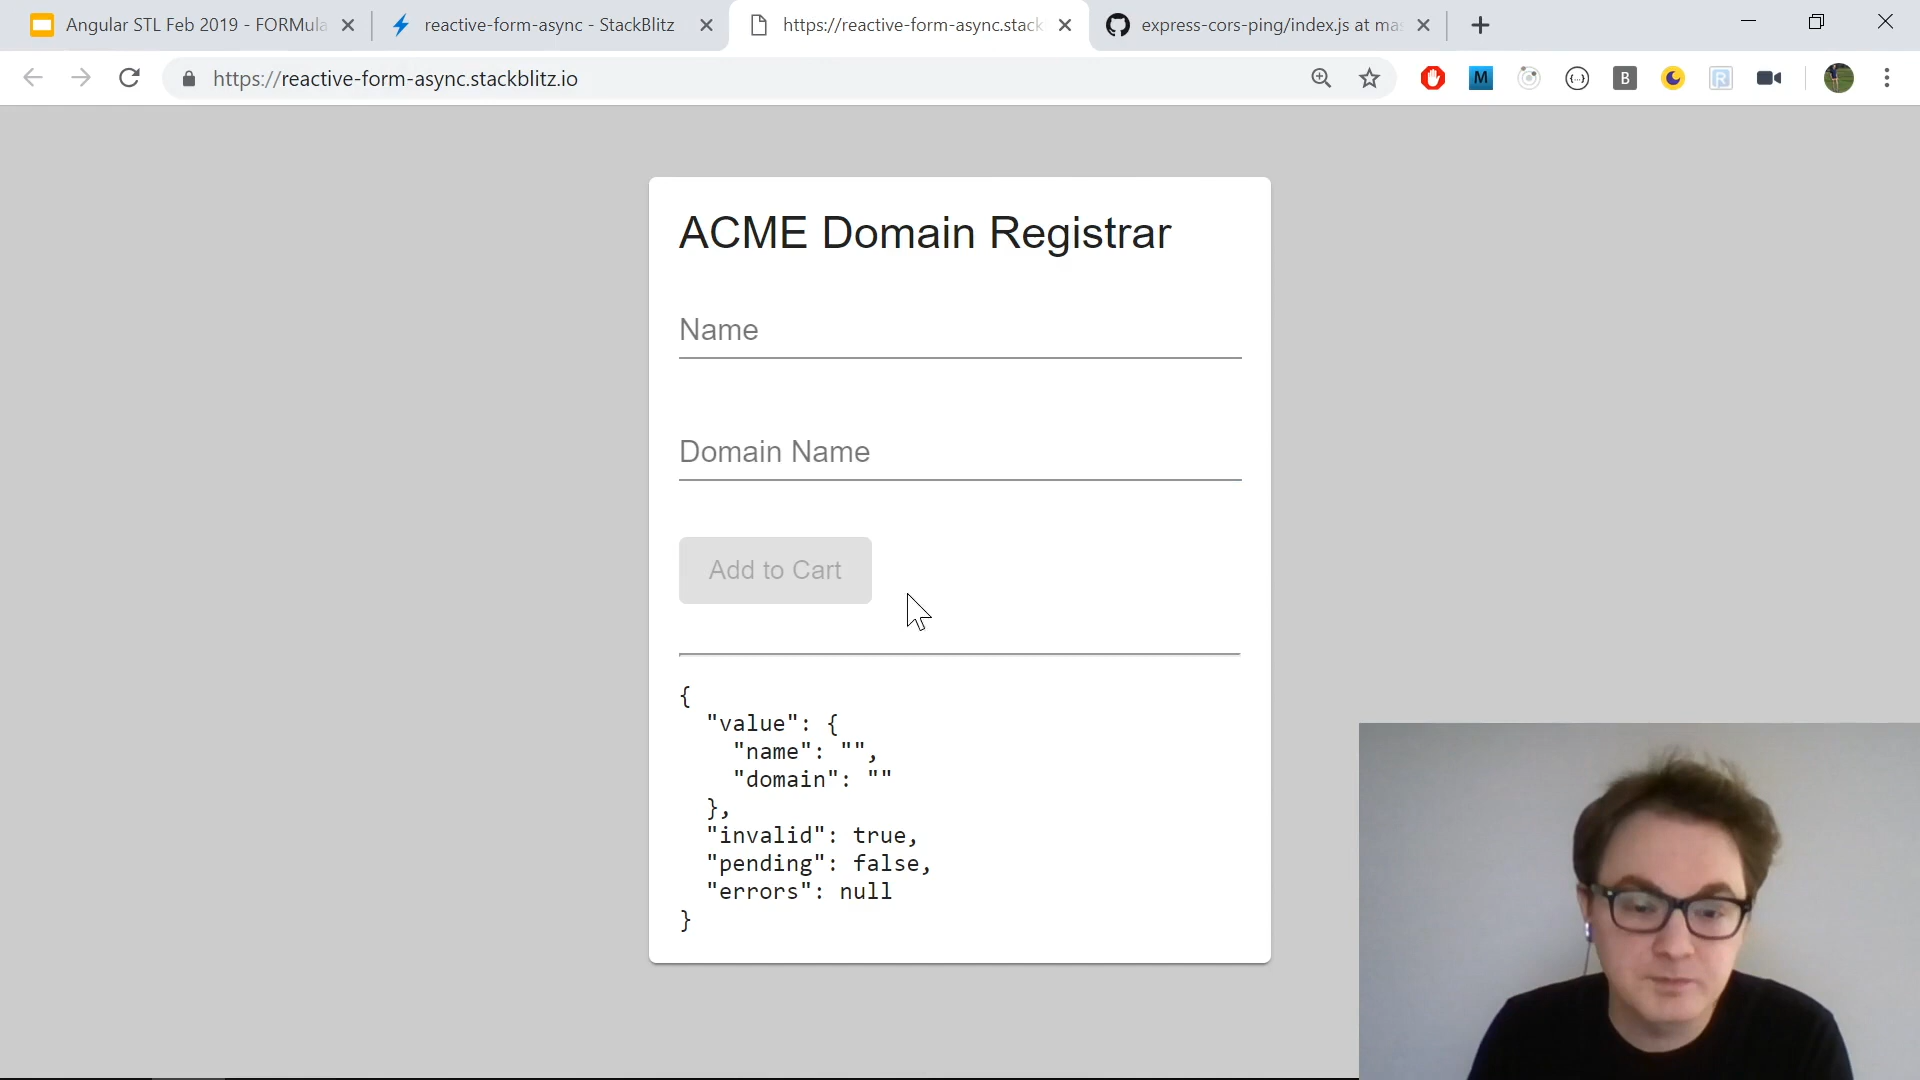 Angular STL Feb 2019 - FORMula
reactive-form-async - StackBlitz
https://reactive-form-async.stack
express-cors-ping/index.js at mas
https://reactive-form-async.stackblitz.io
M
B
R
ACME Domain Registrar
Name
Domain Name
Add to Cart
{
"value": {
"name": "",
"domain": ""
},
"invalid": true,
"pending": false,
"errors": null
}